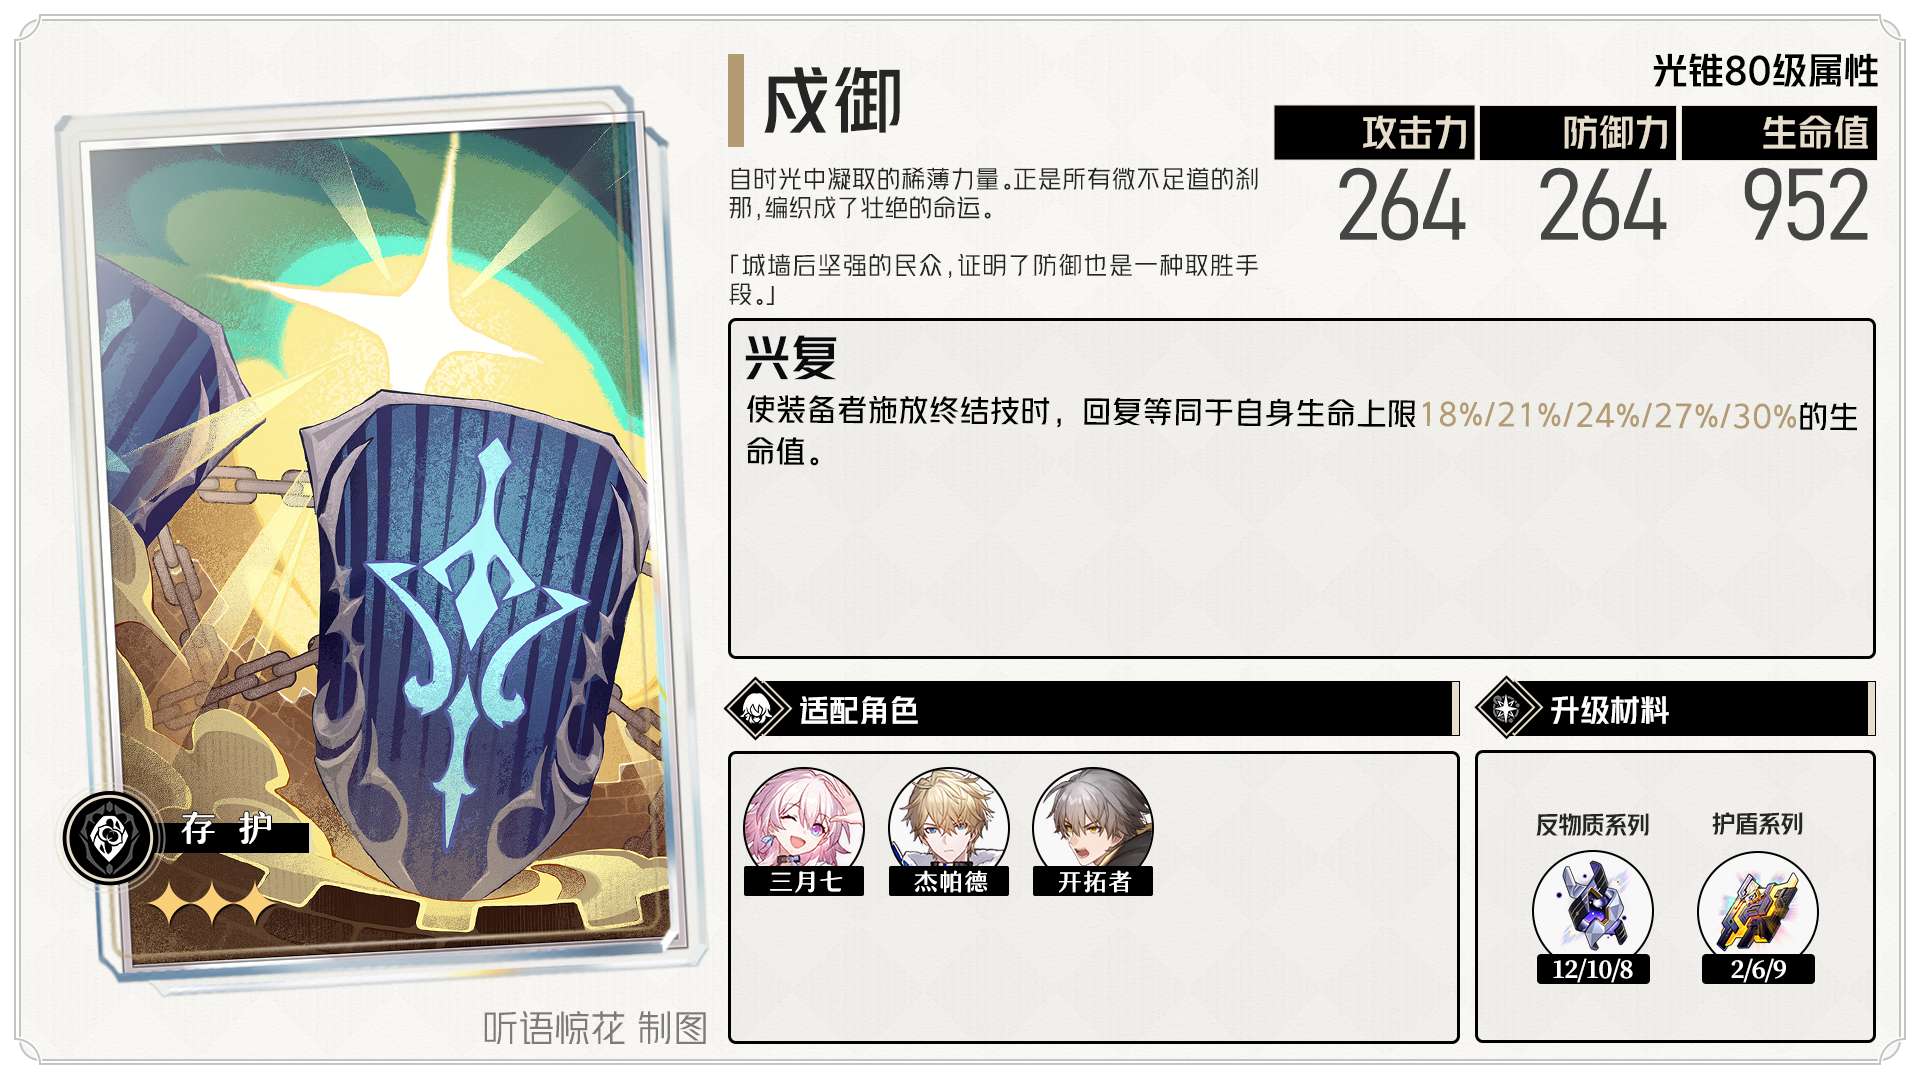 戍御
光锥80级属性
攻击力 防御力 生命值
264 264 952
自时光中凝取的稀薄力量。正是所有微不足道的刹
那,编织成了壮绝的命运。
「城墙后坚强的民众,证明了防御也是一种取胜手
段。」
兴复
使装备者施放终结技时，回复等同于自身生命上限18%/21%/24%/27%/30%的生
命值。
存护
适配角色
三月七 杰帕德 开拓者
升级材料
反物质系列 护盾系列
12/10/8 2/6/9
听语惊花 制图